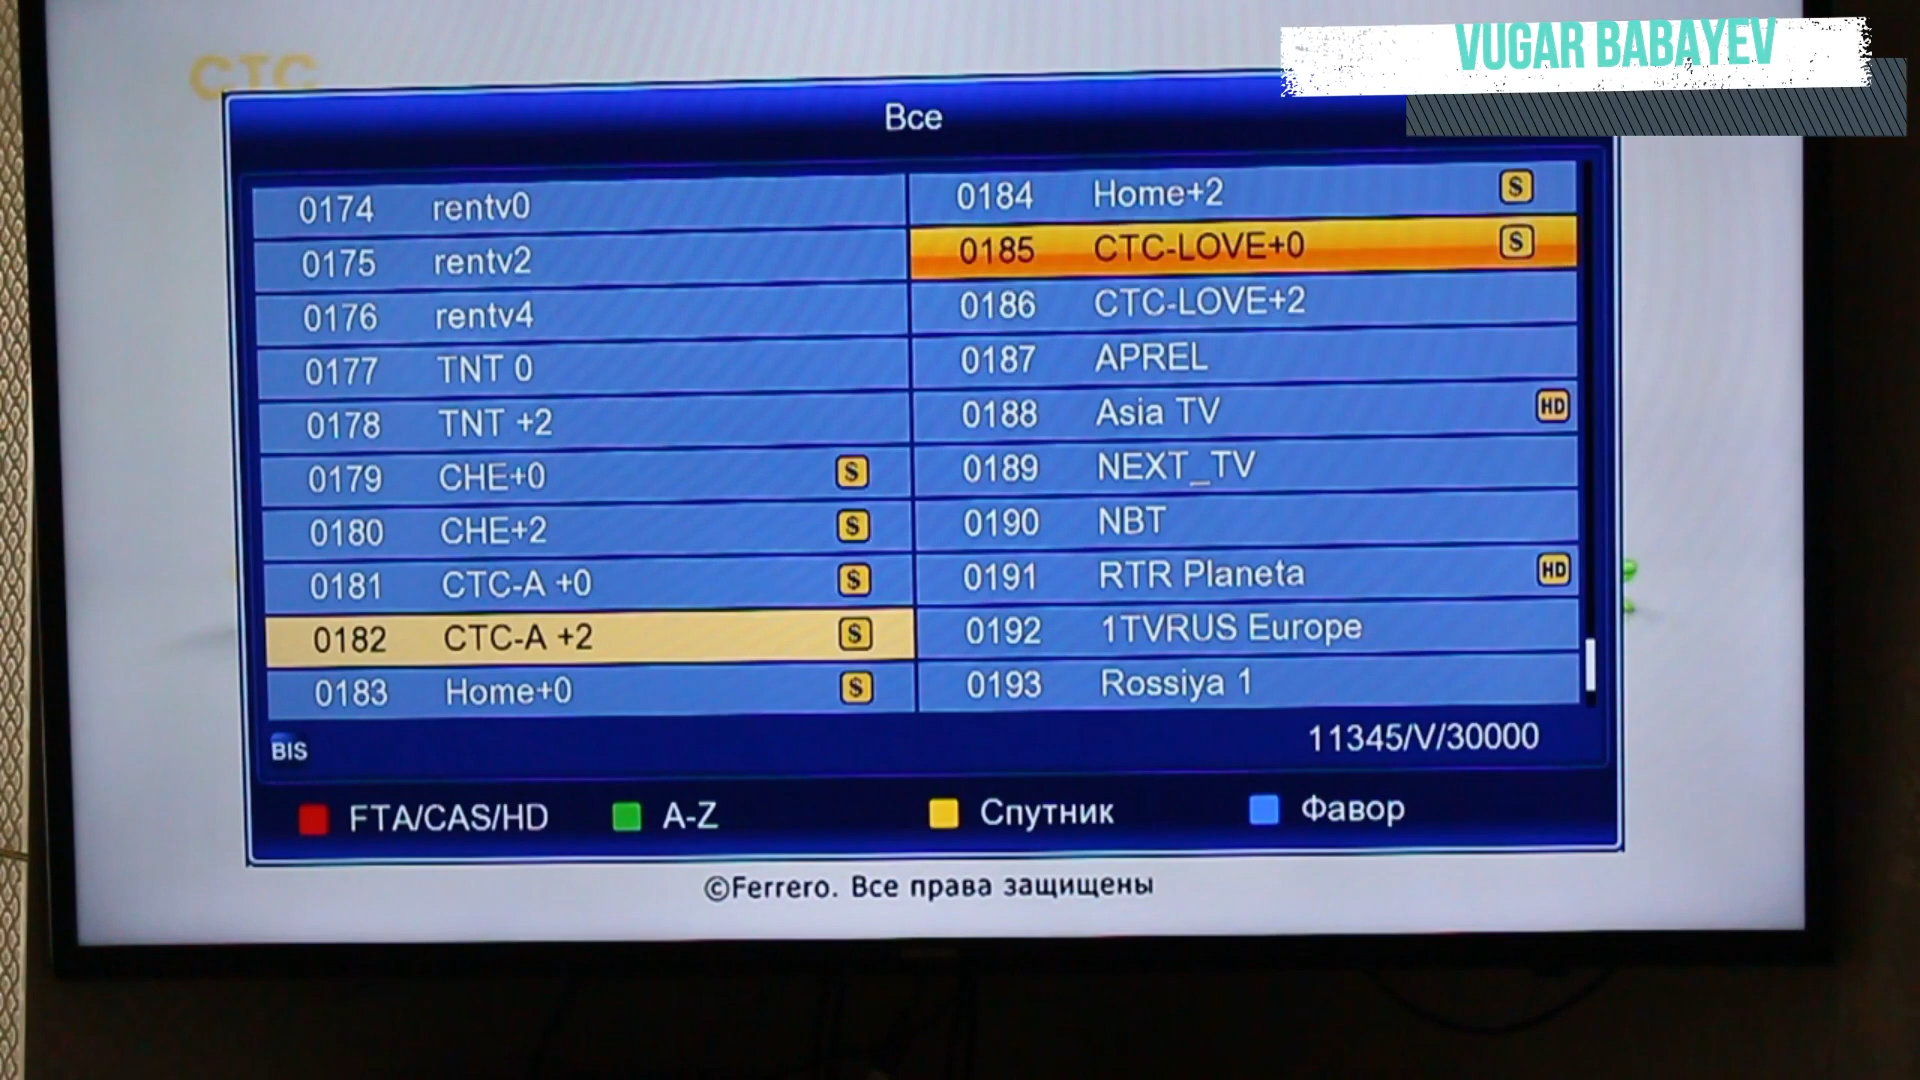 VUGAR BABAYEV
СТС
Все
0174 rentv0
0175 rentv2
0176 rentv4
0177 TNT 0
0178 TNT +2
0179 CHE+0 S
0180 CHE+2 S
0181 CTC-A +0 S
0182 CTC-A +2 S
0183 Home+0 S
0184 Home+2 S
0185 CTC-LOVE+0 S
0186 CTC-LOVE+2
0187 APREL
0188 Asia TV HD
0189 NEXT_TV
0190 NBT
0191 RTR Planeta HD
0192 1TVRUS Europe
0193 Rossiya 1
BIS
11345/V/30000
FTA/CAS/HD A-Z Спутник Фавор
©Ferrero. Все права защищены